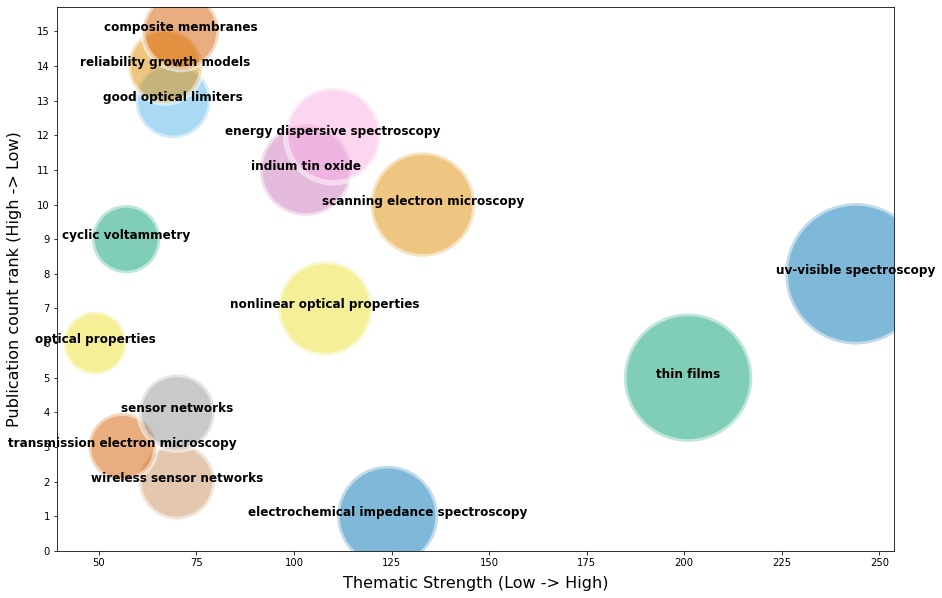 15
composite membranes
14
reliability growth models
13
good optical limiters
12
energy dispersive spectroscopy
11
indium tin oxide
10
scanning electron microscopy
9
cyclic voltammetry
8
uv-visible spectroscopy
7
nonlinear optical properties
6
optical properties
5
thin films
4
sensor networks
3
transmission electron microscopy
2
wireless sensor networks
1
electrochemical impedance spectroscopy
0
50 75 100 125 150 175 200 225 250
Thematic Strength (Low -> High)
Publication count rank (High -> Low)